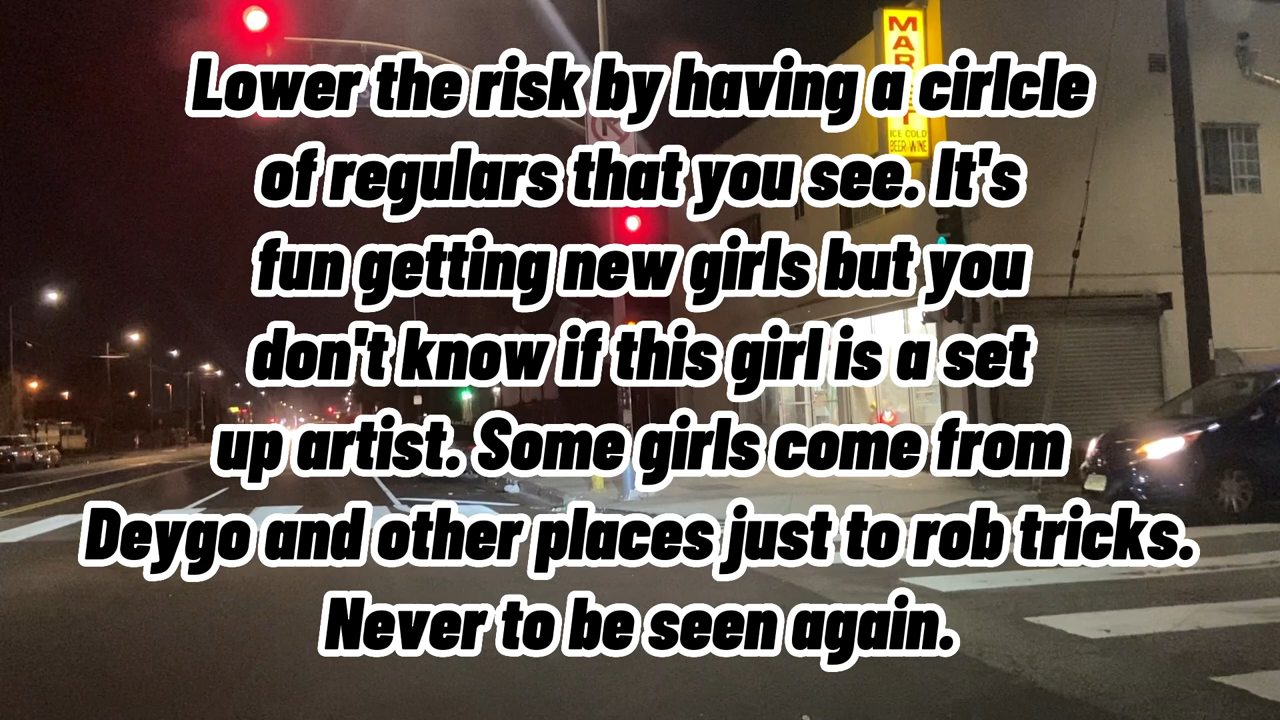 Lower the risk by having a cirlcle
of regulars that you see. It's
fun getting new girls but you
don't know if this girl is a set
up artist. Some girls come from
Deygo and other places just to rob tricks.
Never to be seen again.
ICE COLD
BEER-WINE